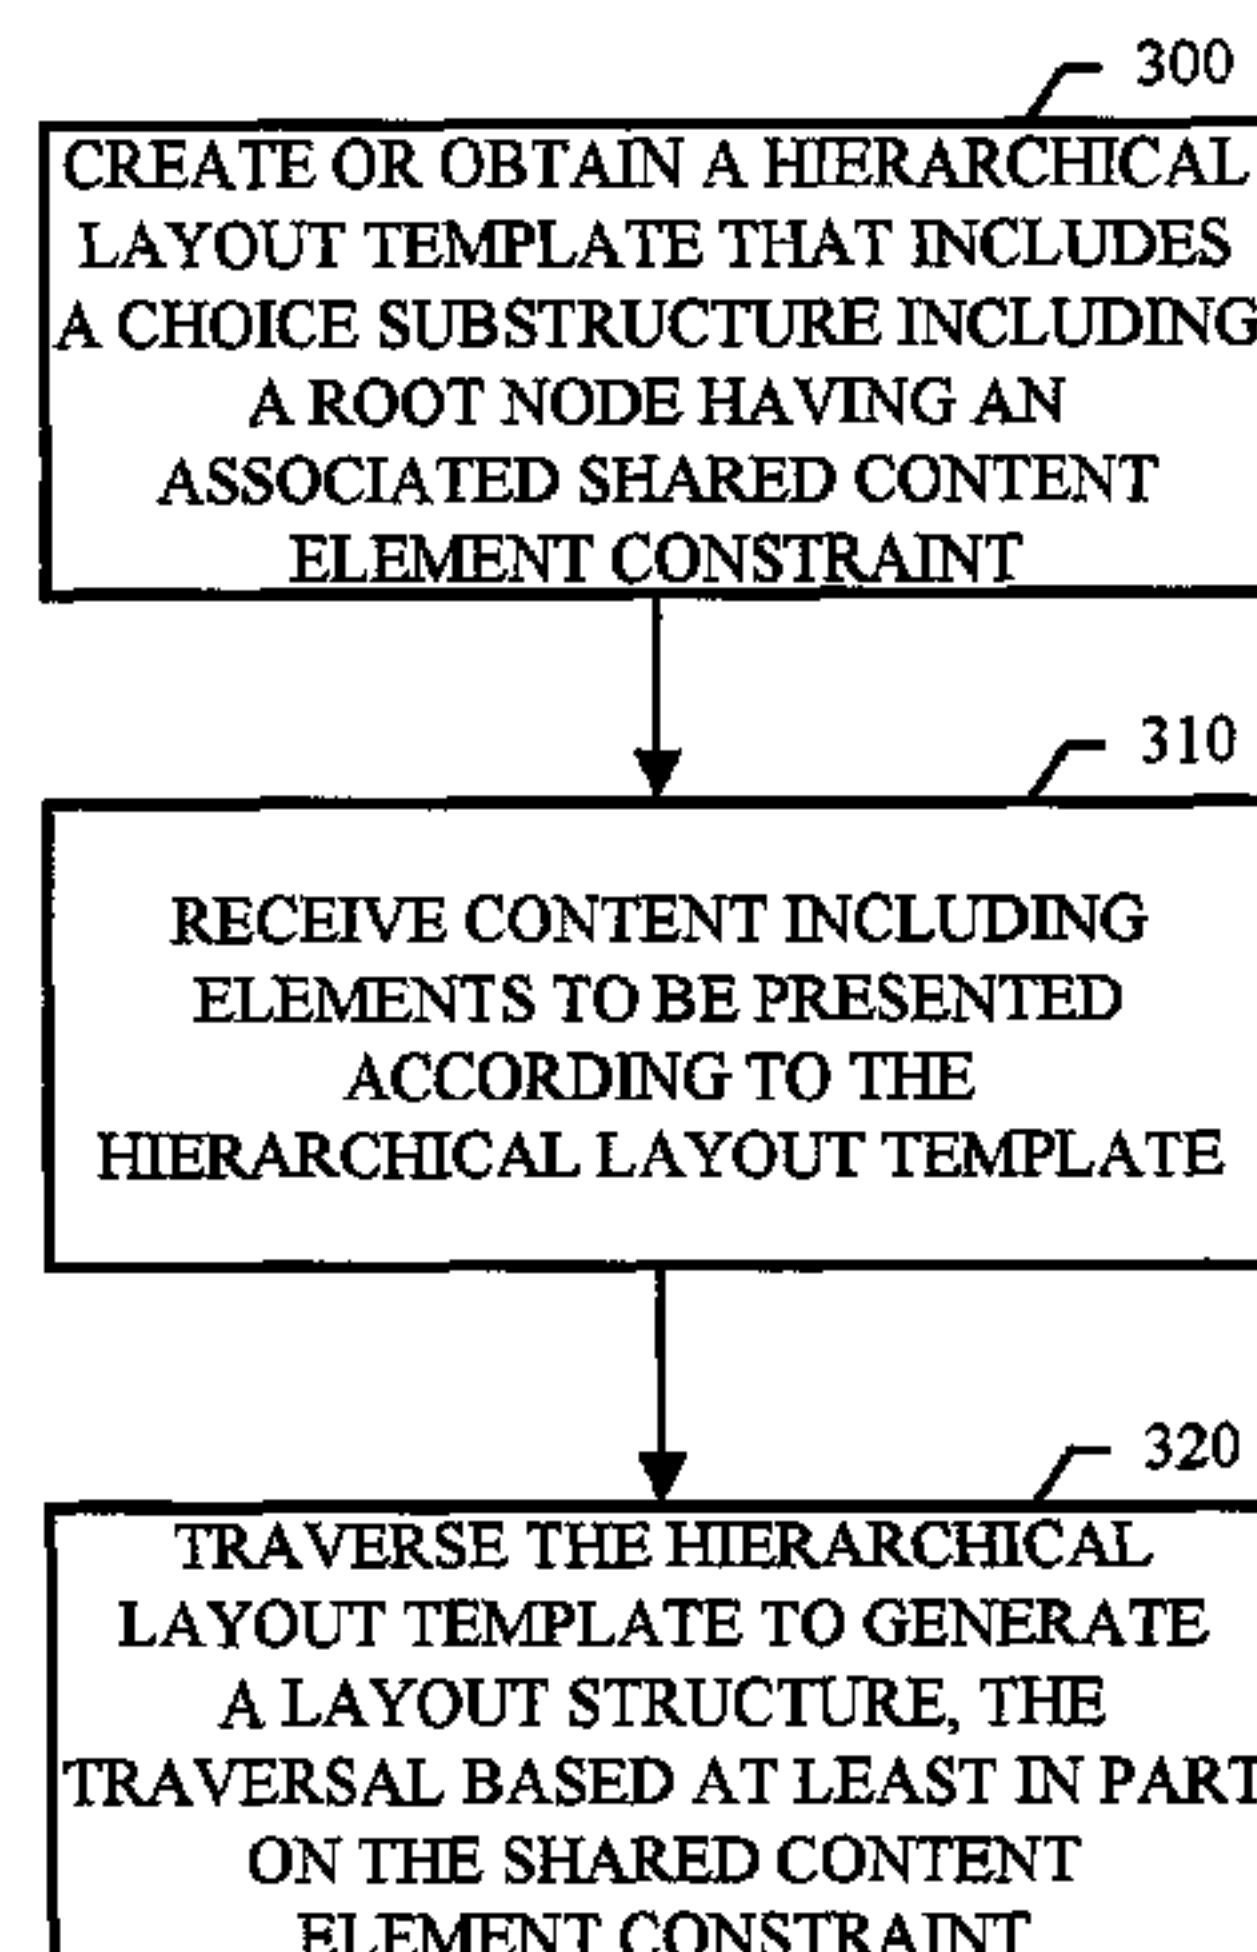 300
CREATE OR OBTAIN A HIERARCHICAL
LAYOUT TEMPLATE THAT INCLUDES
A CHOICE SUBSTRUCTURE INCLUDING
A ROOT NODE HAVING AN
ASSOCIATED SHARED CONTENT
ELEMENT CONSTRAINT
310
RECEIVE CONTENT INCLUDING
ELEMENTS TO BE PRESENTED
ACCORDING TO THE
HIERARCHICAL LAYOUT TEMPLATE
320
TRAVERSE THE HIERARCHICAL
LAYOUT TEMPLATE TO GENERATE
A LAYOUT STRUCTURE, THE
TRAVERSAL BASED AT LEAST IN PART
ON THE SHARED CONTENT
ELEMENT CONSTRAINT